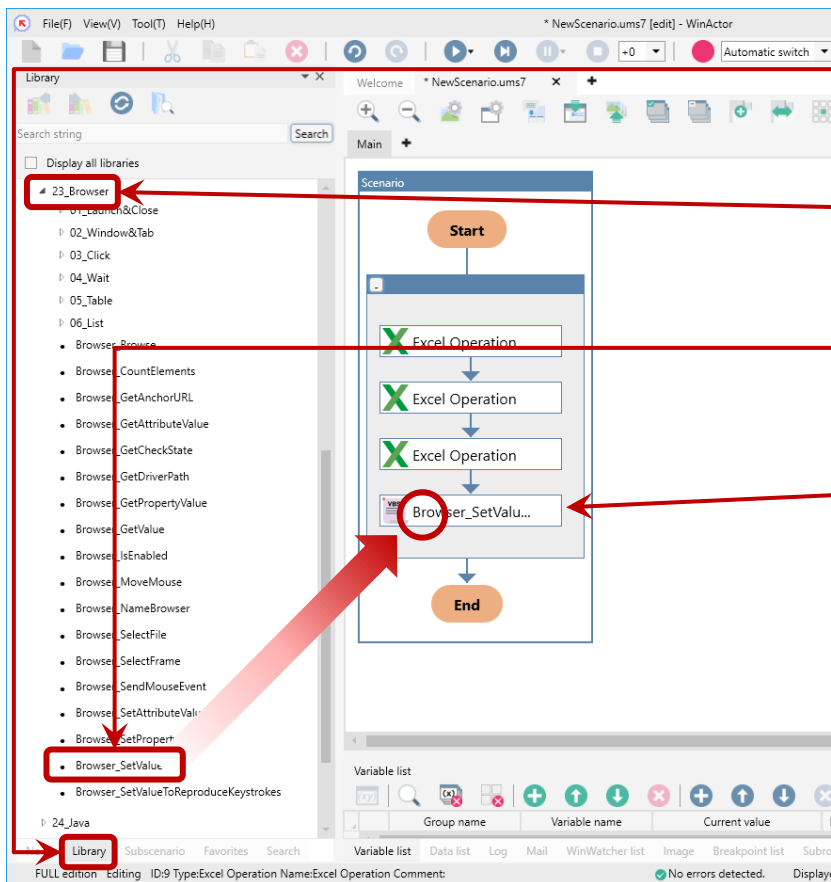 File(F) View(V) Tool(T) Help(H) * NewScenario.ums7 [edit] - WinActor
+0 Automatic switch
Library
Search string Search
Display all libraries
23_Browser
01_Launch&Close
02_Window&Tab
03_Click
04_Wait
05_Table
06_List
Browser_Browse
Browser_CountElements
Browser_GetAnchorURL
Browser_GetAttributeValue
Browser_GetCheckState
Browser_GetDriverPath
Browser_GetPropertyValue
Browser_GetValue
Browser_IsEnabled
Browser_MoveMouse
Browser_NameBrowser
Browser_SelectFile
Browser_SelectFrame
Browser_SendMouseEvent
Browser_SetAttributeValu
Browser_SetPropert
Browser_SetValue
Browser_SetValueToReproduceKeystrokes
24_Java
Library Subscenario Favorites Search
Welcome * NewScenario.ums7
Main
Scenario
Start
Excel Operation
Excel Operation
Excel Operation
VBS
Browser_SetValu...
End
Variable list
Group name Variable name Current value
Variable list Data list Log Mail WinWatcher list Image Breakpoint list Subro
FULL edition Editing ID:9 Type:Excel Operation Name:Excel Operation Comment: No errors detected. Displaye